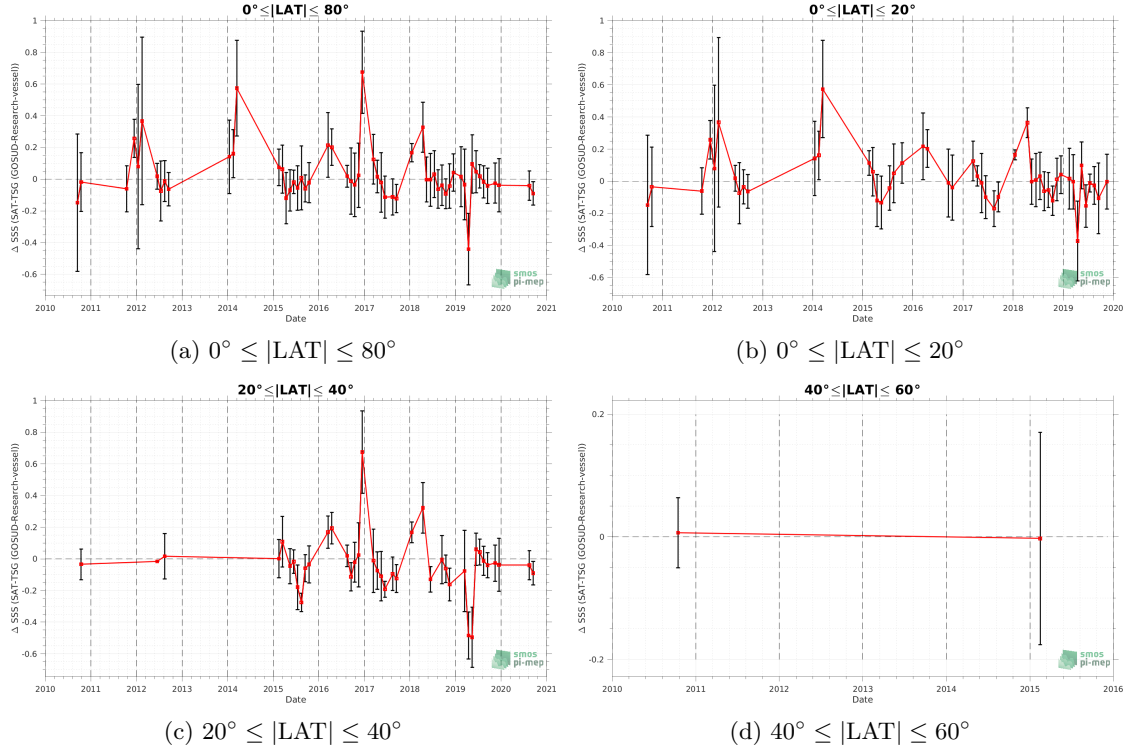 0°≤|LAT|≤ 80°
Δ SSS (SAT-TSG (GOSUD-Research-vessel))
1
0.8
0.6
0.4
0.2
0
-0.2
-0.4
-0.6
2010 2011 2012 2013 2014 2015 2016 2017 2018 2019 2020 2021
Date
smos
pi-mep
(a) 0° ≤ |LAT| ≤ 80°
0°≤|LAT|≤ 20°
Δ SSS (SAT-TSG (GOSUD-Research-vessel))
1
0.8
0.6
0.4
0.2
0
-0.2
-0.4
-0.6
2010 2011 2012 2013 2014 2015 2016 2017 2018 2019 2020
Date
smos
pi-mep
(b) 0° ≤ |LAT| ≤ 20°
20°≤|LAT|≤ 40°
Δ SSS (SAT-TSG (GOSUD-Research-vessel))
1
0.8
0.6
0.4
0.2
0
-0.2
-0.4
-0.6
2010 2011 2012 2013 2014 2015 2016 2017 2018 2019 2020 2021
Date
smos
pi-mep
(c) 20° ≤ |LAT| ≤ 40°
40°≤|LAT|≤ 60°
Δ SSS (SAT-TSG (GOSUD-Research-vessel))
0.2
0
-0.2
2010 2011 2012 2013 2014 2015 2016
Date
smos
pi-mep
(d) 40° ≤ |LAT| ≤ 60°